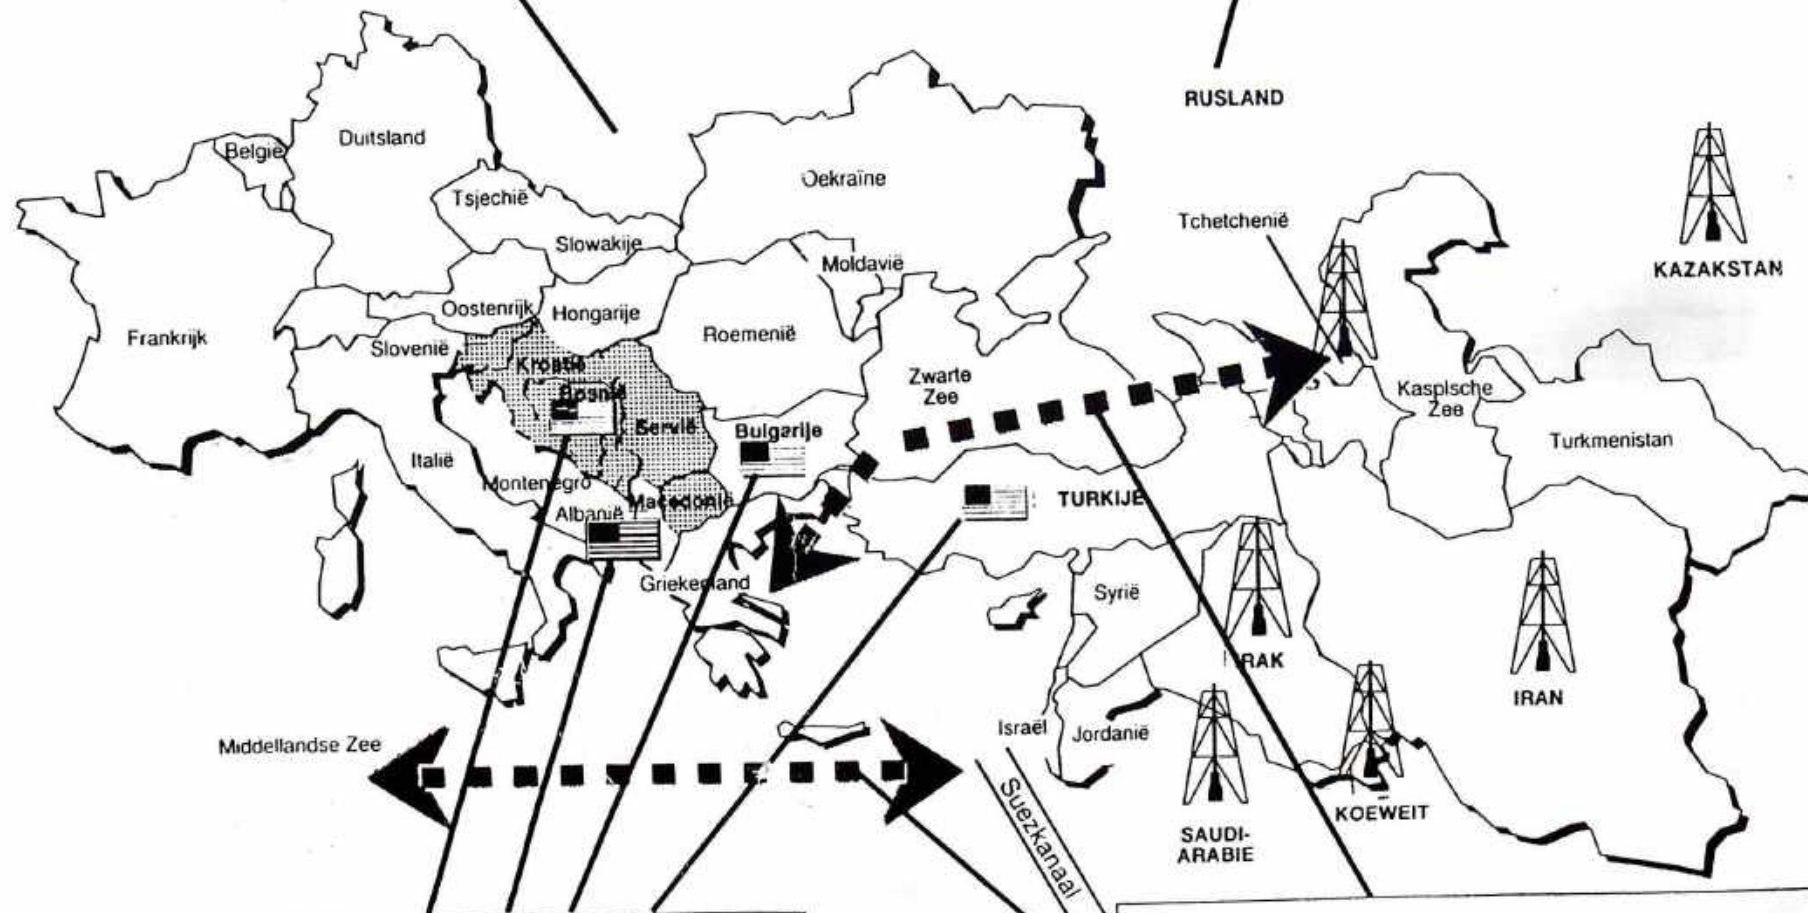 RUSLAND
Duitsland
België
Oekraïne
Tsjechië
Tchetchenië
Slowakije
Moldavië
KAZAKSTAN
Oostenrijk
Hongarije
Frankrijk
Roemenië
Slovenië
Kroatië
Zwarte
Zee
Kaspische
Zee
Bosnië
Servië
Bulgarije
Turkmenistan
Italië
Montenegro
Macedonië
TURKIJE
Albanië
Griekenland
Syrië
IRAK
IRAN
Israël
Jordanië
Middellandse Zee
Suezkanaal
KOEWEIT
SAUDI-
ARABIE